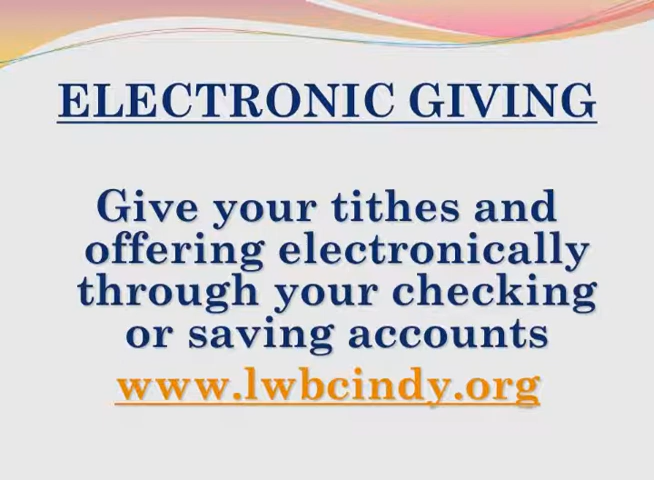 ELECTRONIC GIVING
Give your tithes and
offering electronically
through your checking
or saving accounts
www.lwbcindy.org